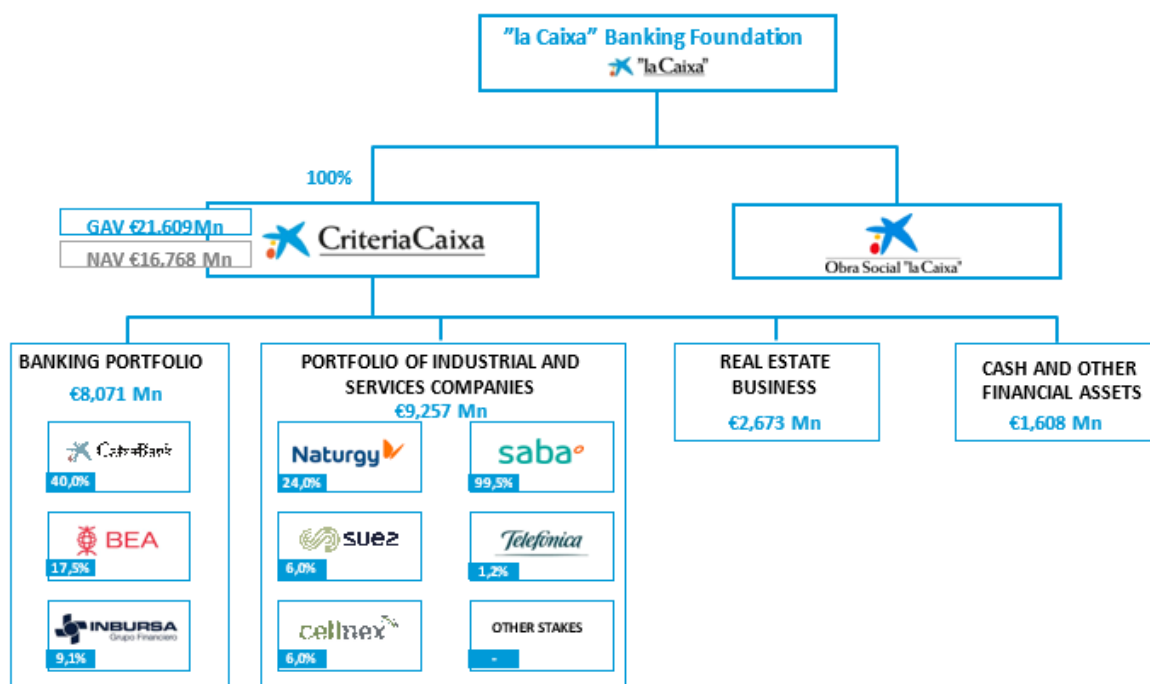 "la Caixa" Banking Foundation
"la Caixa"
100%
GAV €21.609Mn
NAV €16.768 Mn
CriteriaCaixa
Obra Social "la Caixa"
BANKING PORTFOLIO
€8,071 Mn
CaixaBank
40,0%
BEA
17,5%
INBURSA
Grupo Financiero
9,1%
PORTFOLIO OF INDUSTRIAL AND
SERVICES COMPANIES
€9,257 Mn
Naturgy
24,0%
saba
99,5%
suez
6,0%
Telefónica
1,2%
cellnex
6,0%
OTHER STAKES
-
REAL ESTATE
BUSINESS
€2,673 Mn
CASH AND OTHER
FINANCIAL ASSETS
€1,608 Mn